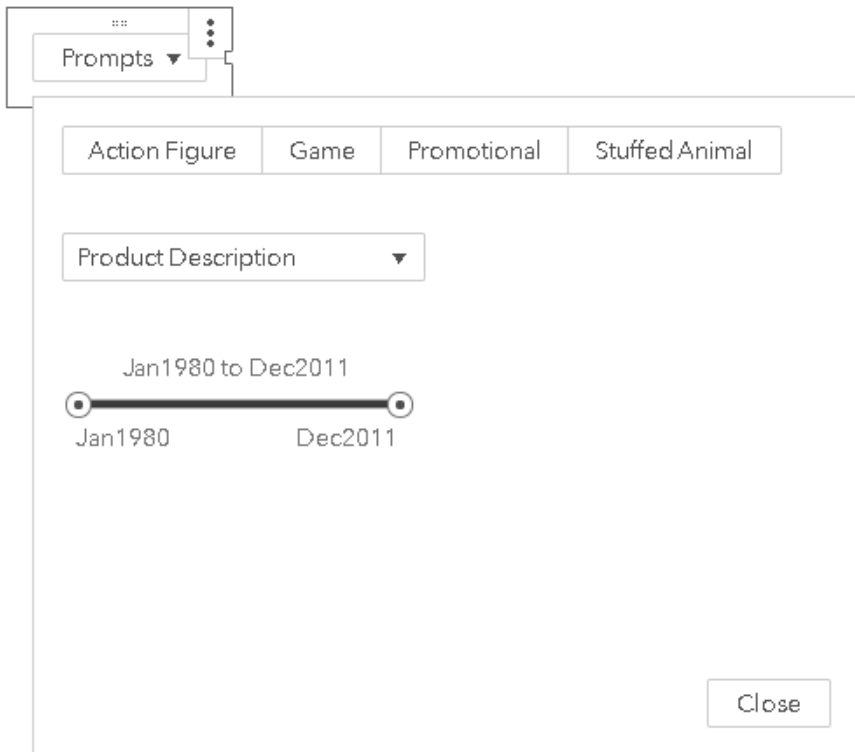 Prompts
Action Figure Game Promotional Stuffed Animal
Product Description
Jan1980 to Dec2011
Jan1980 Dec2011
Close